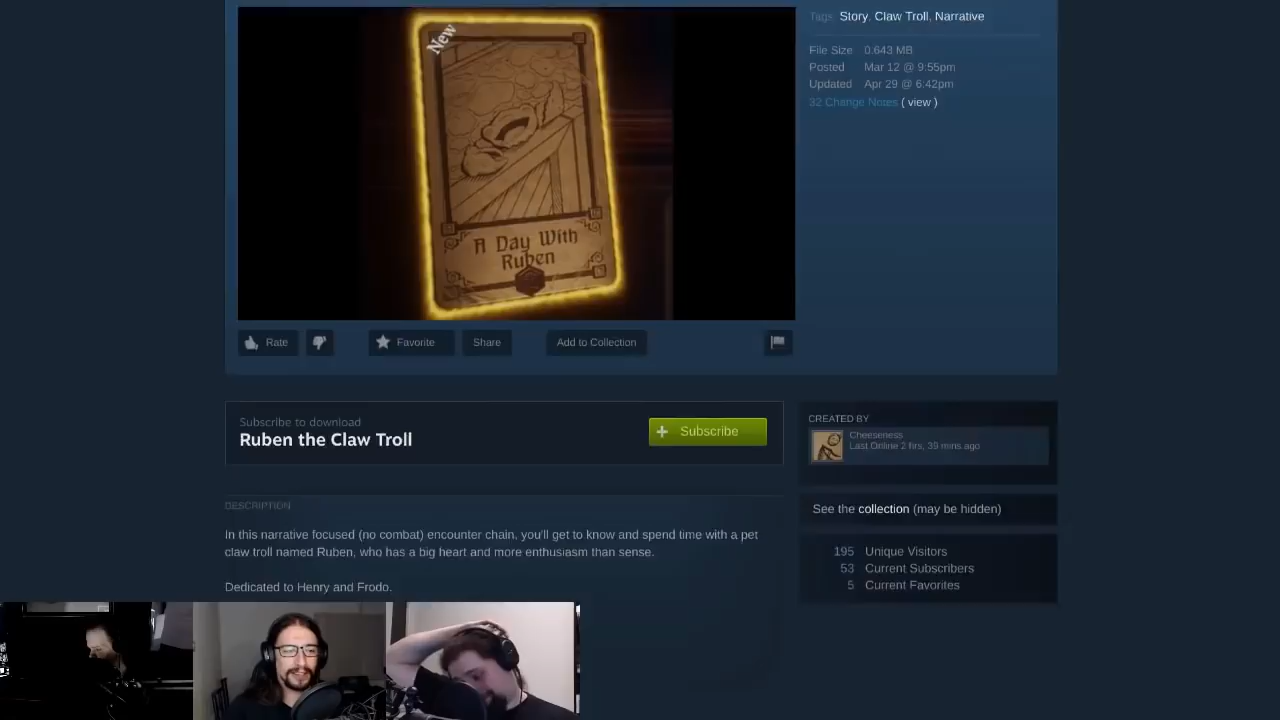 New
A Day With
Ruben
Tags: Story, Claw Troll, Narrative
File Size 0.643 MB
Posted Mar 12 @ 9:55pm
Updated Apr 29 @ 6:42pm
32 Change Notes ( view )
Rate
Favorite
Share
Add to Collection
Subscribe to download
Ruben the Claw Troll
Subscribe
CREATED BY
Cheeseness
Last Online 2 hrs, 39 mins ago
See the collection (may be hidden)
195 Unique Visitors
53 Current Subscribers
5 Current Favorites
DESCRIPTION
In this narrative focused (no combat) encounter chain, you'll get to know and spend time with a pet
claw troll named Ruben, who has a big heart and more enthusiasm than sense.
Dedicated to Henry and Frodo.